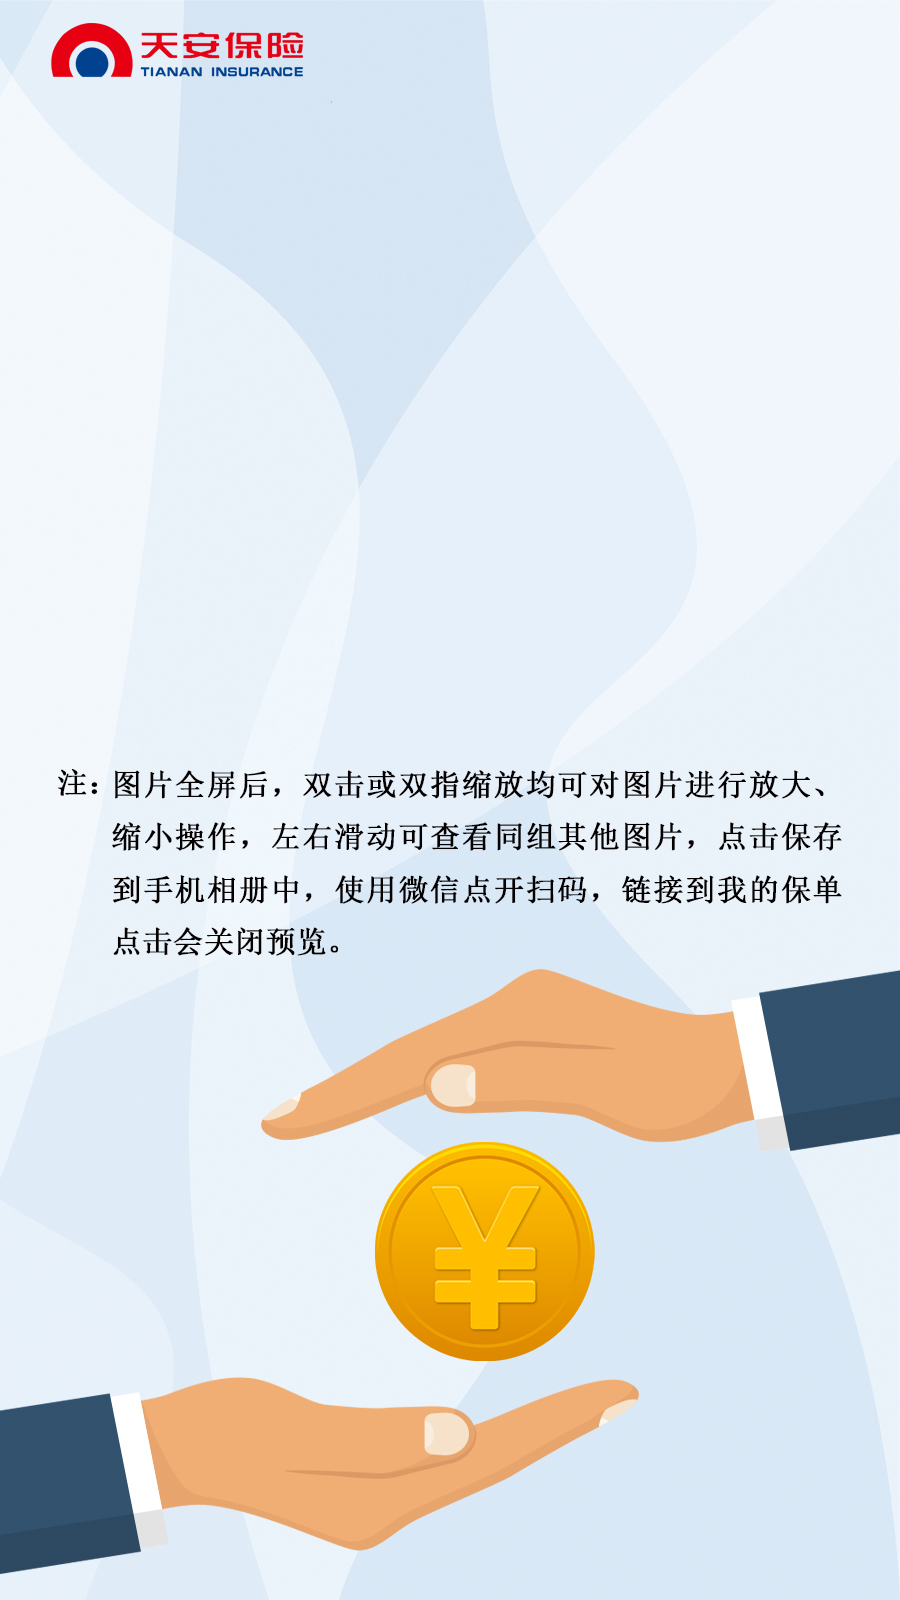 天安保险
TIANAN INSURANCE
注：图片全屏后，双击或双指缩放均可对图片进行放大、
缩小操作，左右滑动可查看同组其他图片，点击保存
到手机相册中，使用微信点开扫码，链接到我的保单
点击会关闭预览。
¥